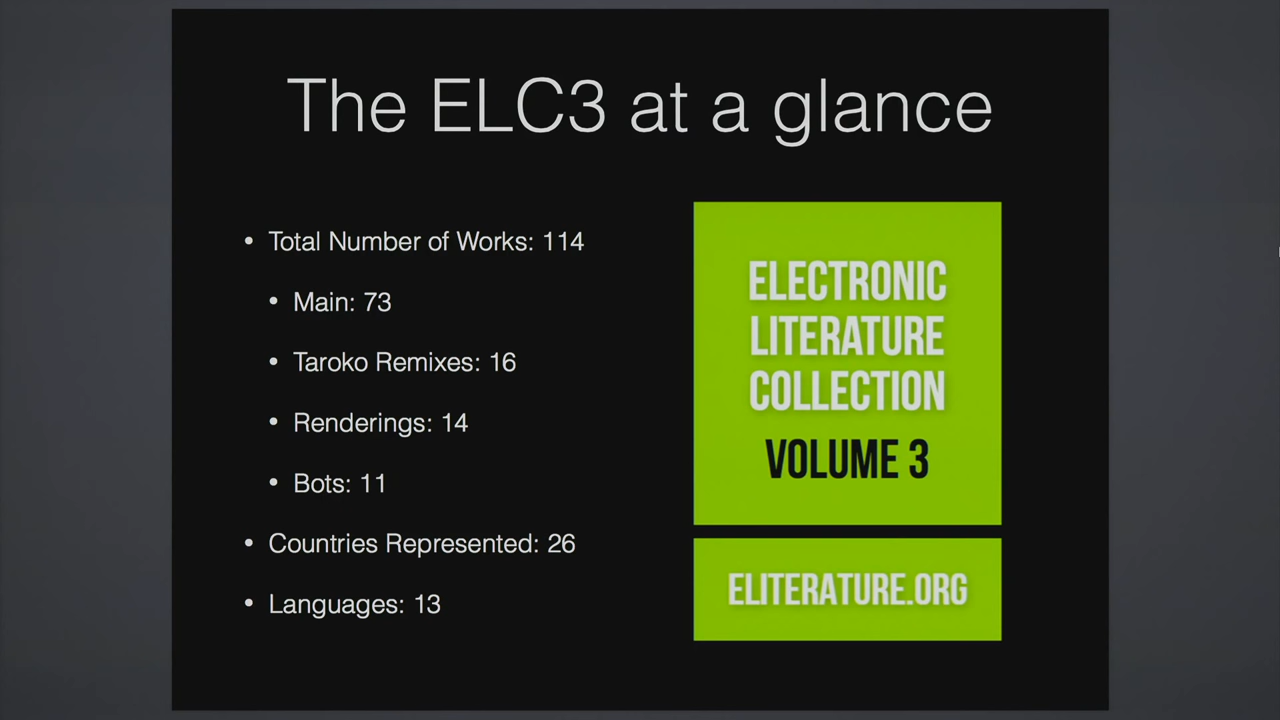 The ELC3 at a glance
• Total Number of Works: 114
• Main: 73
• Taroko Remixes: 16
• Renderings: 14
• Bots: 11
• Countries Represented: 26
• Languages: 13
ELECTRONIC
LITERATURE
COLLECTION
VOLUME 3
ELITERATURE.ORG